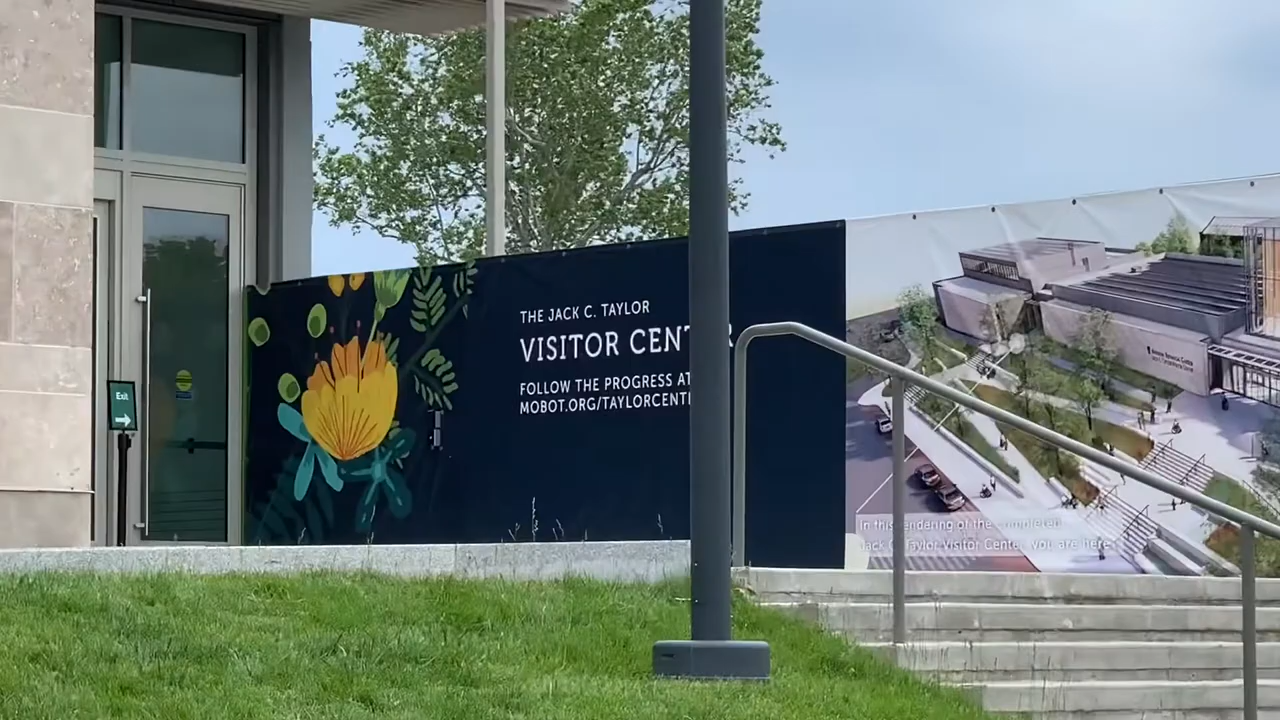 Exit
THE JACK C. TAYLOR
VISITOR CENTER
FOLLOW THE PROGRESS AT
MOBOT.ORG/TAYLORCENT
In this rendering of the completed
Jack C. Taylor Visitor Center, you are here